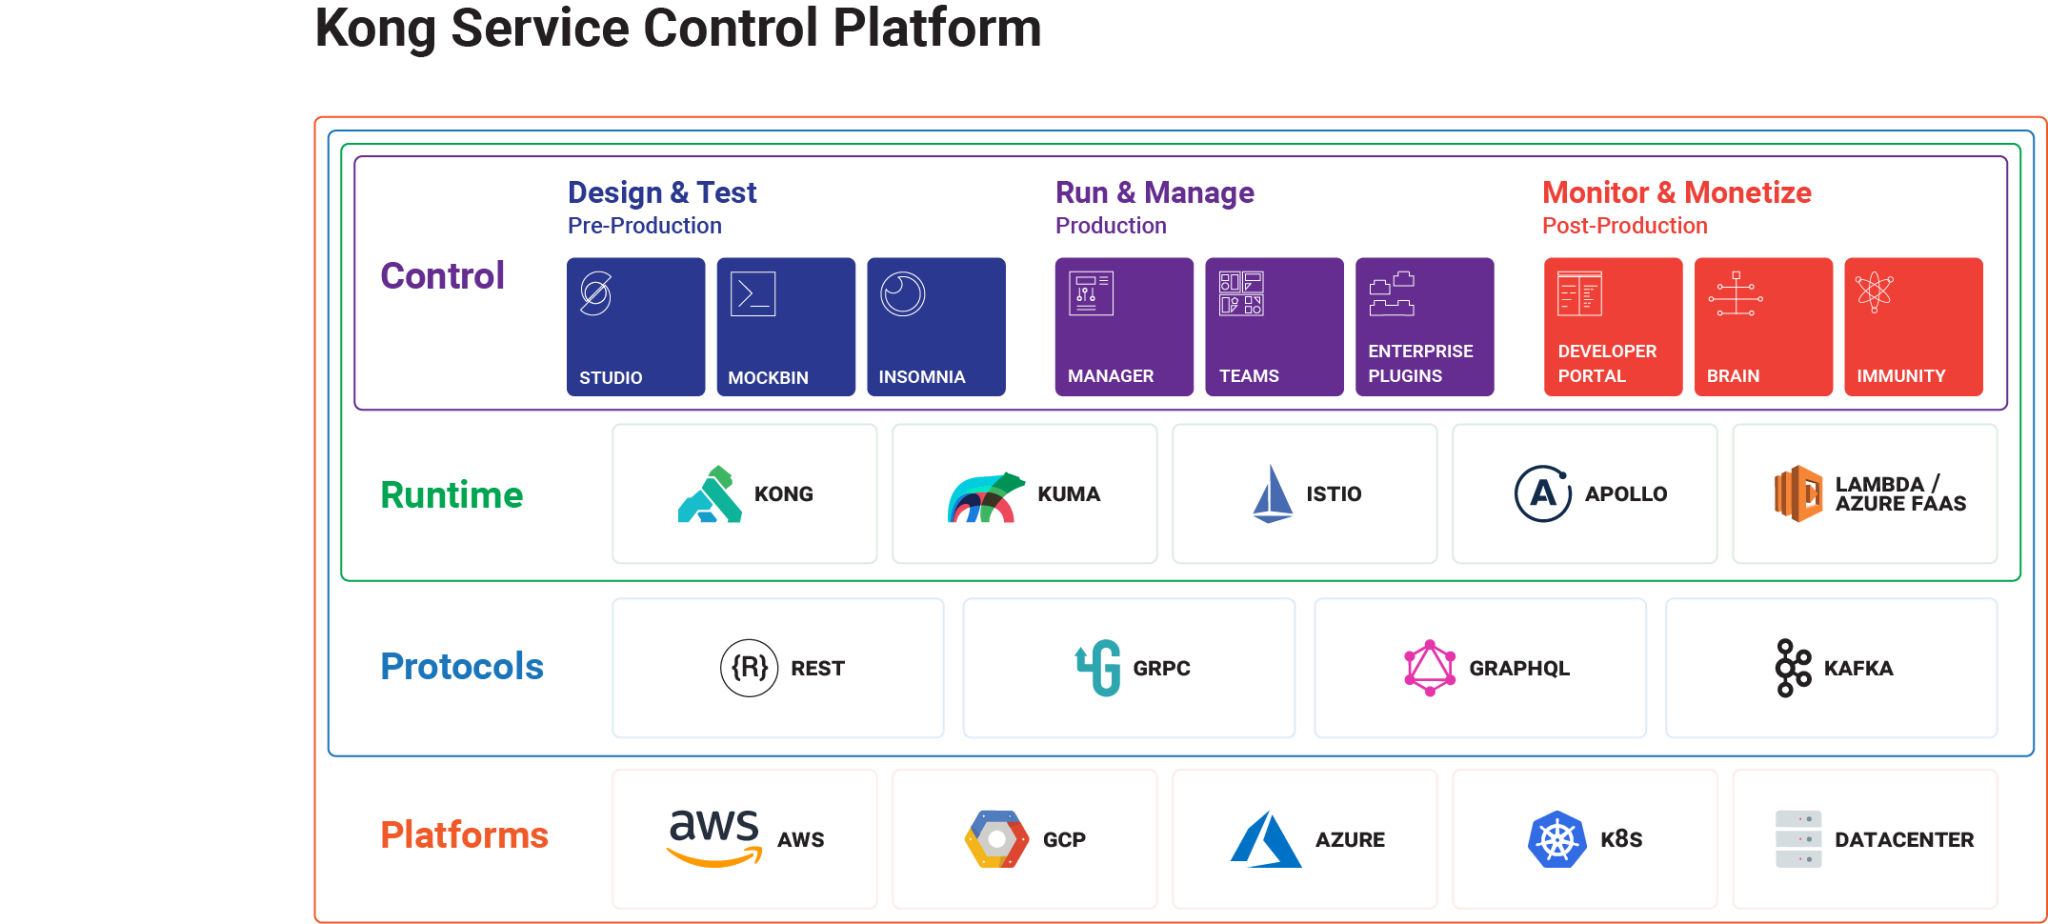 Kong Service Control Platform
Control
Design & Test
Pre-Production
STUDIO
MOCKBIN
INSOMNIA
Run & Manage
Production
MANAGER
TEAMS
ENTERPRISE
PLUGINS
Monitor & Monetize
Post-Production
DEVELOPER
PORTAL
BRAIN
IMMUNITY
Runtime
KONG
KUMA
ISTIO
A APOLLO
LAMBDA /
AZURE FAAS
Protocols
{R} REST
G GRPC
GRAPHQL
KAFKA
Platforms
aws AWS
GCP
AZURE
K8S
DATACENTER